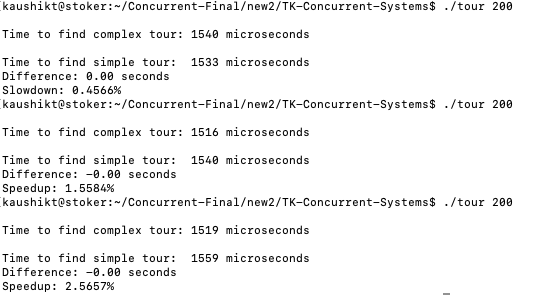 [kaushikt@stoker:~/Concurrent-Final/new2/TK-Concurrent-Systems$ ./tour 200
Time to find complex tour: 1540 microseconds
Time to find simple tour:  1533 microseconds
Difference: 0.00 seconds
Slowdown: 0.4566%
[kaushikt@stoker:~/Concurrent-Final/new2/TK-Concurrent-Systems$ ./tour 200
Time to find complex tour: 1516 microseconds
Time to find simple tour:  1540 microseconds
Difference: -0.00 seconds
Speedup: 1.5584%
[kaushikt@stoker:~/Concurrent-Final/new2/TK-Concurrent-Systems$ ./tour 200
Time to find complex tour: 1519 microseconds
Time to find simple tour:  1559 microseconds
Difference: -0.00 seconds
Speedup: 2.5657%